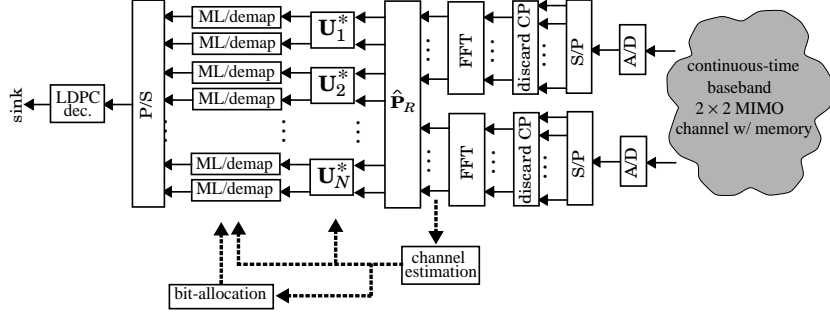 sink
LDPC
dec.
P/S
ML/demap
ML/demap
ML/demap
ML/demap
ML/demap
ML/demap
U*1
U*2
U*N
P̂R
FFT
FFT
discard CP
discard CP
S/P
S/P
A/D
A/D
continuous-time
baseband
2 × 2 MIMO
channel w/ memory
channel
estimation
bit-allocation